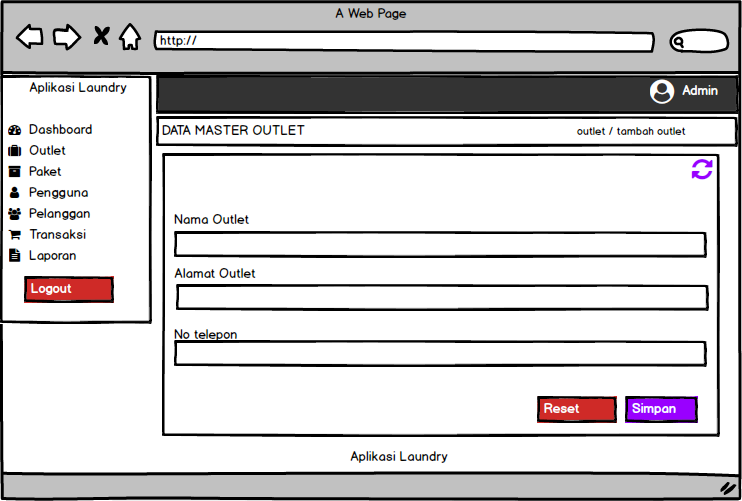 A Web Page
http://
Aplikasi Laundry
Admin
Dashboard
Outlet
Paket
Pengguna
Pelanggan
Transaksi
Laporan
Logout
DATA MASTER OUTLET
outlet / tambah outlet
Nama Outlet
Alamat Outlet
No telepon
Reset
Simpan
Aplikasi Laundry